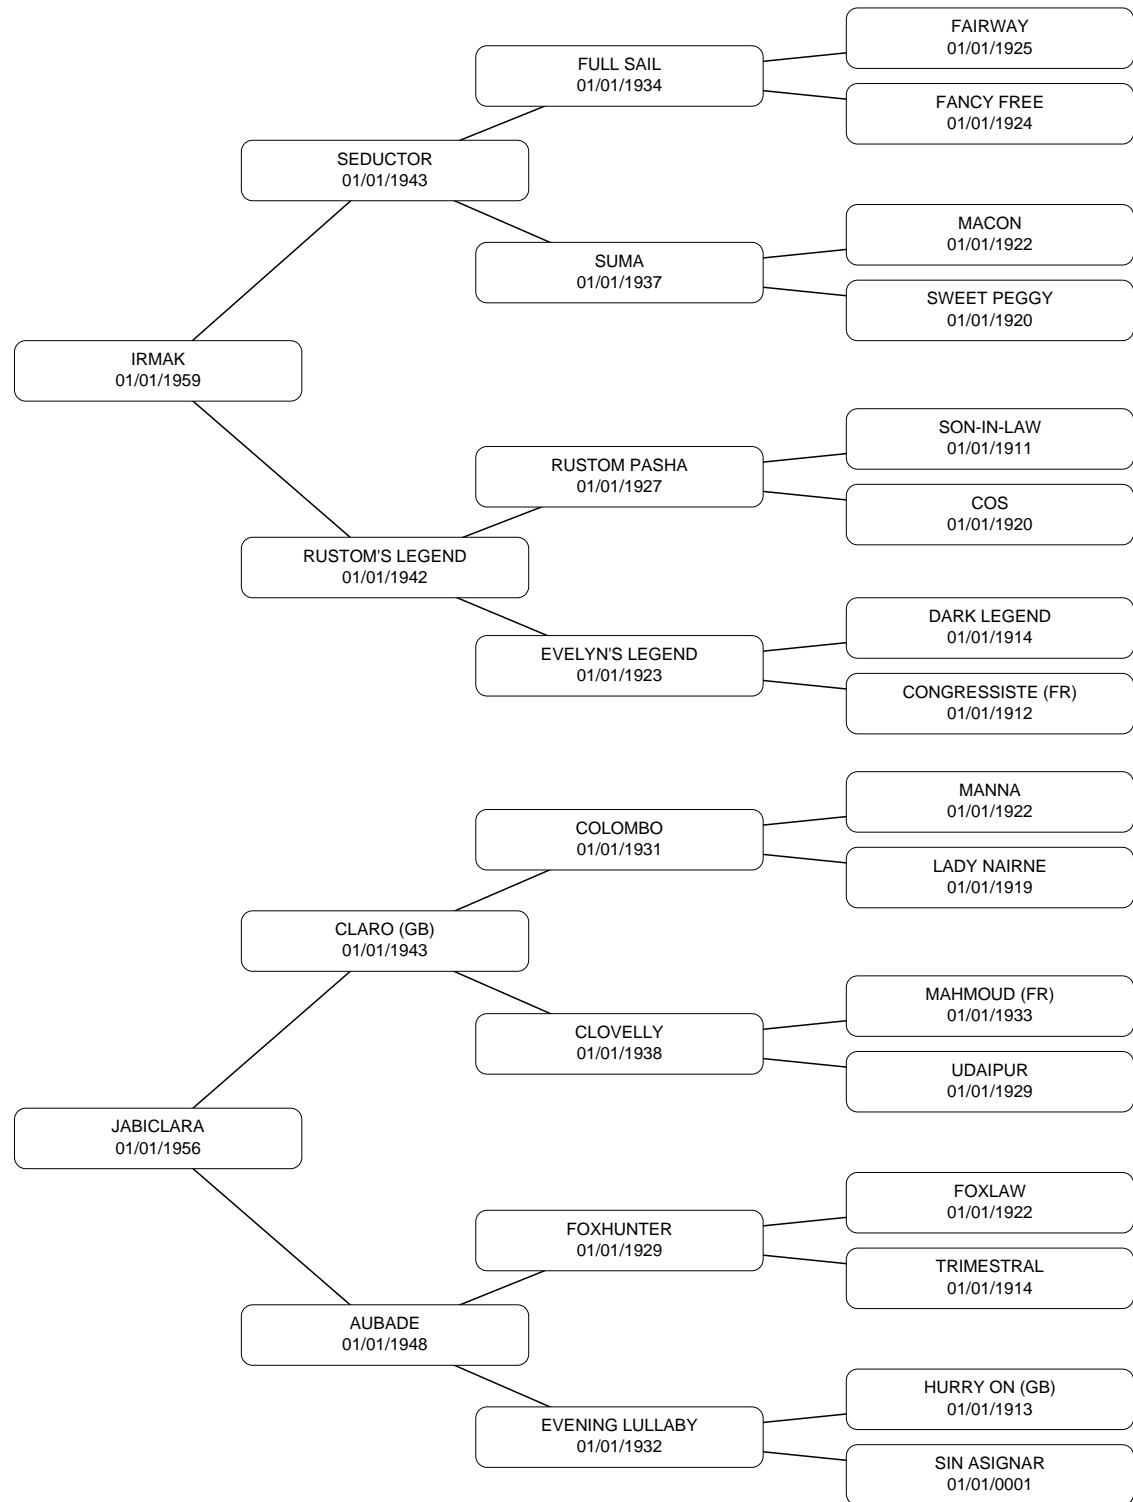 FAIRWAY
01/01/1925
FULL SAIL
01/01/1934
FANCY FREE
01/01/1924
SEDUCTOR
01/01/1943
MACON
01/01/1922
SUMA
01/01/1937
SWEET PEGGY
01/01/1920
IRMAK
01/01/1959
SON-IN-LAW
01/01/1911
RUSTOM PASHA
01/01/1927
COS
01/01/1920
RUSTOM'S LEGEND
01/01/1942
DARK LEGEND
01/01/1914
EVELYN'S LEGEND
01/01/1923
CONGRESSISTE (FR)
01/01/1912
MANNA
01/01/1922
COLOMBO
01/01/1931
LADY NAIRNE
01/01/1919
CLARO (GB)
01/01/1943
MAHMOUD (FR)
01/01/1933
CLOVELLY
01/01/1938
UDAIPUR
01/01/1929
JABICLARA
01/01/1956
FOXLAW
01/01/1922
FOXHUNTER
01/01/1929
TRIMESTRAL
01/01/1914
AUBADE
01/01/1948
HURRY ON (GB)
01/01/1913
EVENING LULLABY
01/01/1932
SIN ASIGNAR
01/01/0001